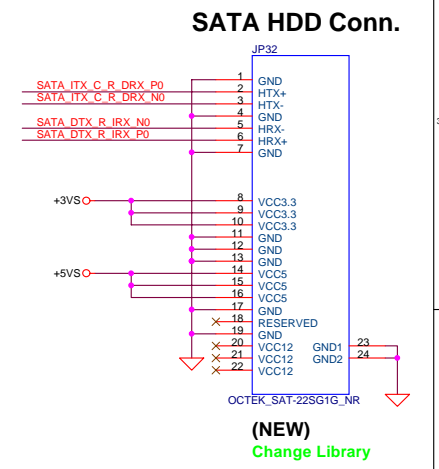 SATA HDD Conn.
JP32
1 GND
SATA_ITX_C_R_DRX_P0 2 HTX+
SATA_ITX_C_R_DRX_N0 3 HTX-
4 GND
SATA_DTX_R_IRX_N0 5 HRX-
SATA_DTX_R_IRX_P0 6 HRX+
7 GND
3
+3VS 8 VCC3.3
9 VCC3.3
10 VCC3.3
11 GND
12 GND
13 GND
+5VS 14 VCC5
15 VCC5
16 VCC5
17 GND
18 RESERVED
19 GND
20 VCC12 GND1 23
21 VCC12 GND2 24
22 VCC12
OCTEK_SAT-22SG1G_NR
(NEW)
Change Library